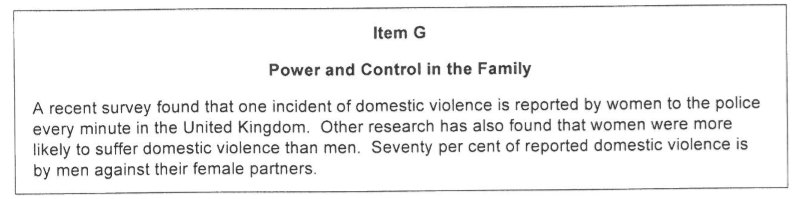 Item G
Power and Control in the Family
A recent survey found that one incident of domestic violence is reported by women to the police
every minute in the United Kingdom. Other research has also found that women were more
likely to suffer domestic violence than men. Seventy per cent of reported domestic violence is
by men against their female partners.